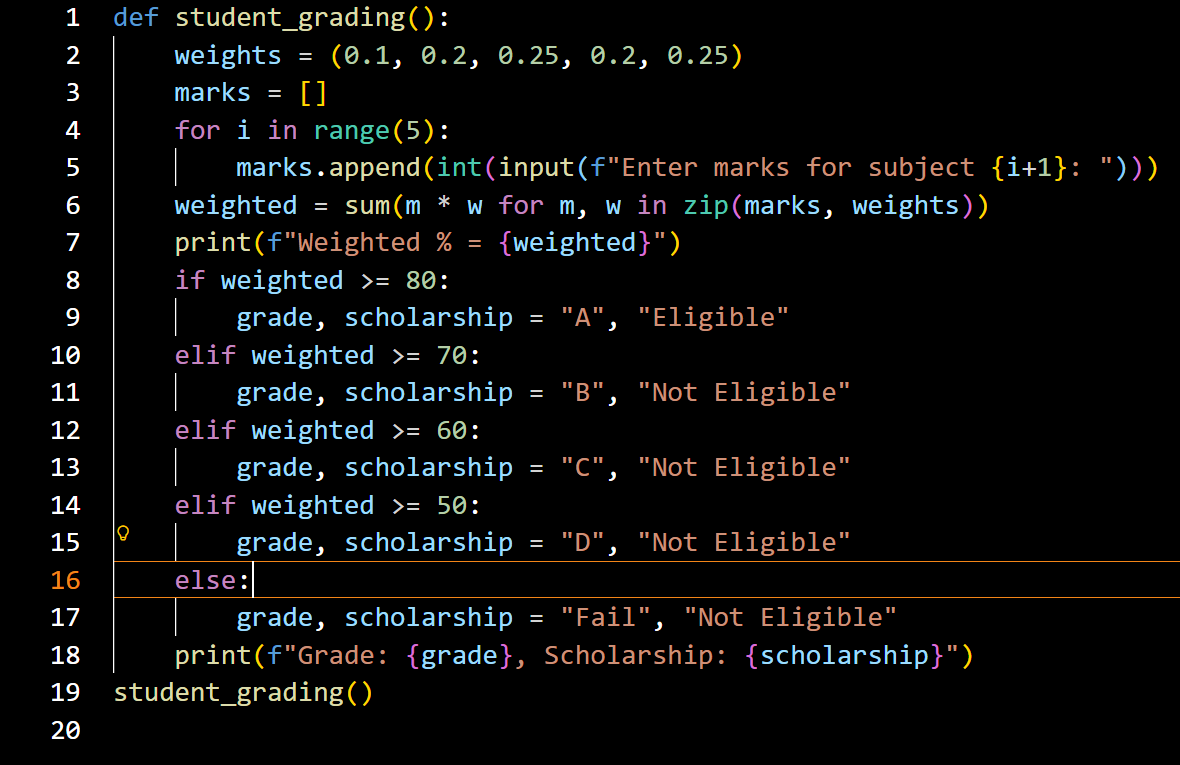 1 def student_grading():
2     weights = (0.1, 0.2, 0.25, 0.2, 0.25)
3     marks = []
4     for i in range(5):
5         marks.append(int(input(f"Enter marks for subject {i+1}: ")))
6     weighted = sum(m * w for m, w in zip(marks, weights))
7     print(f"Weighted % = {weighted}")
8     if weighted >= 80:
9         grade, scholarship = "A", "Eligible"
10     elif weighted >= 70:
11         grade, scholarship = "B", "Not Eligible"
12     elif weighted >= 60:
13         grade, scholarship = "C", "Not Eligible"
14     elif weighted >= 50:
15         grade, scholarship = "D", "Not Eligible"
16     else:
17         grade, scholarship = "Fail", "Not Eligible"
18     print(f"Grade: {grade}, Scholarship: {scholarship}")
19 student_grading()
20